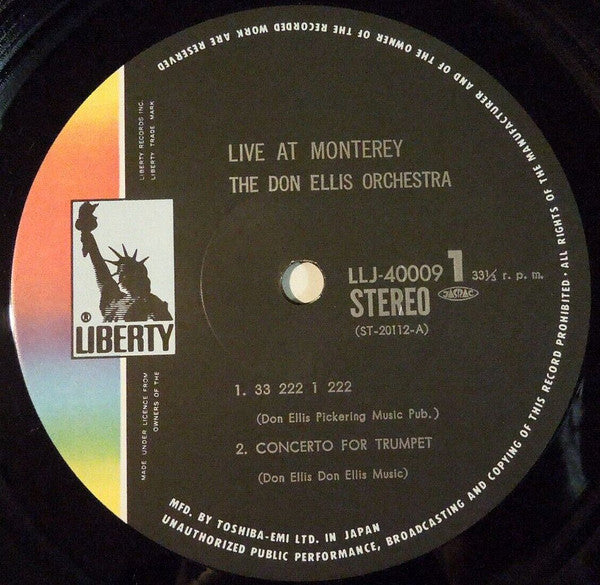 LIVE AT MONTEREY
THE DON ELLIS ORCHESTRA
LLJ-40009 1 33⅓ r. p. m.
STEREO JASRAC
(ST-20112-A)
1. 33 222 1 222
(Don Ellis Pickering Music Pub.)
2. CONCERTO FOR TRUMPET
(Don Ellis Don Ellis Music)
LIBERTY RECORDS INC.
LIBERTY TRADE MARK
®
LIBERTY
MADE UNDER LICENCE FROM
OWNERS OF THE
MFD. BY TOSHIBA-EMI LTD. IN JAPAN
ALL RIGHTS OF THE MANUFACTURER AND OF THE OWNER OF THE RECORDED WORK ARE RESERVED
UNAUTHORIZED PUBLIC PERFORMANCE, BROADCASTING AND COPYING OF THIS RECORD PROHIBITED ·